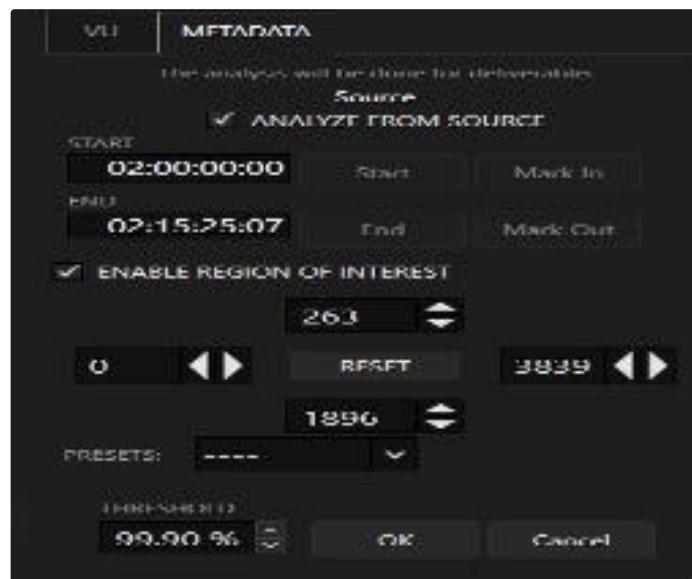 VU METADATA
The analysis will be done for deliverables
Source
ANALYZE FROM SOURCE
START
02:00:00:00 Start Mark In
END
02:15:25:07 End Mark Out
ENABLE REGION OF INTEREST
263
0 RESET 3839
1896
PRESETS: ----
THRESHOLD
99.90 % OK Cancel